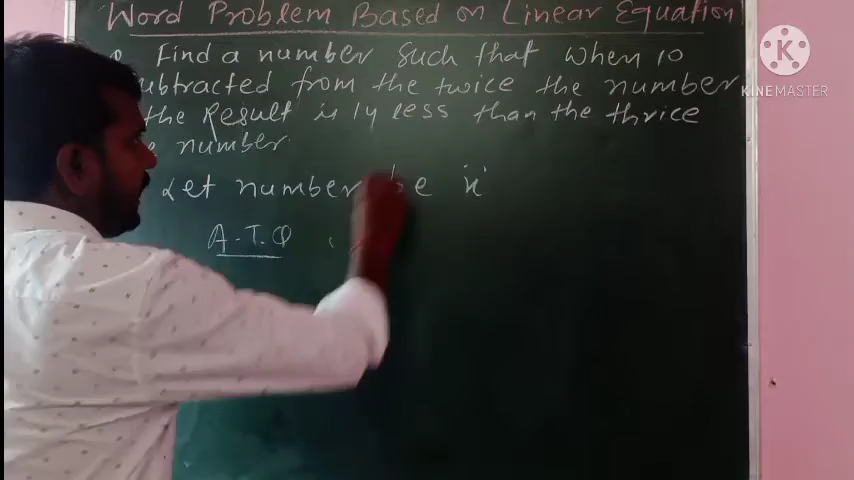 Word Problem Based on Linear Equation
Find a number Such that when 10
ubtracted from the twice the number
the Result is 14 less than the thrice
number.
Let number be 'x'
A.T.Q
KINEMASTER